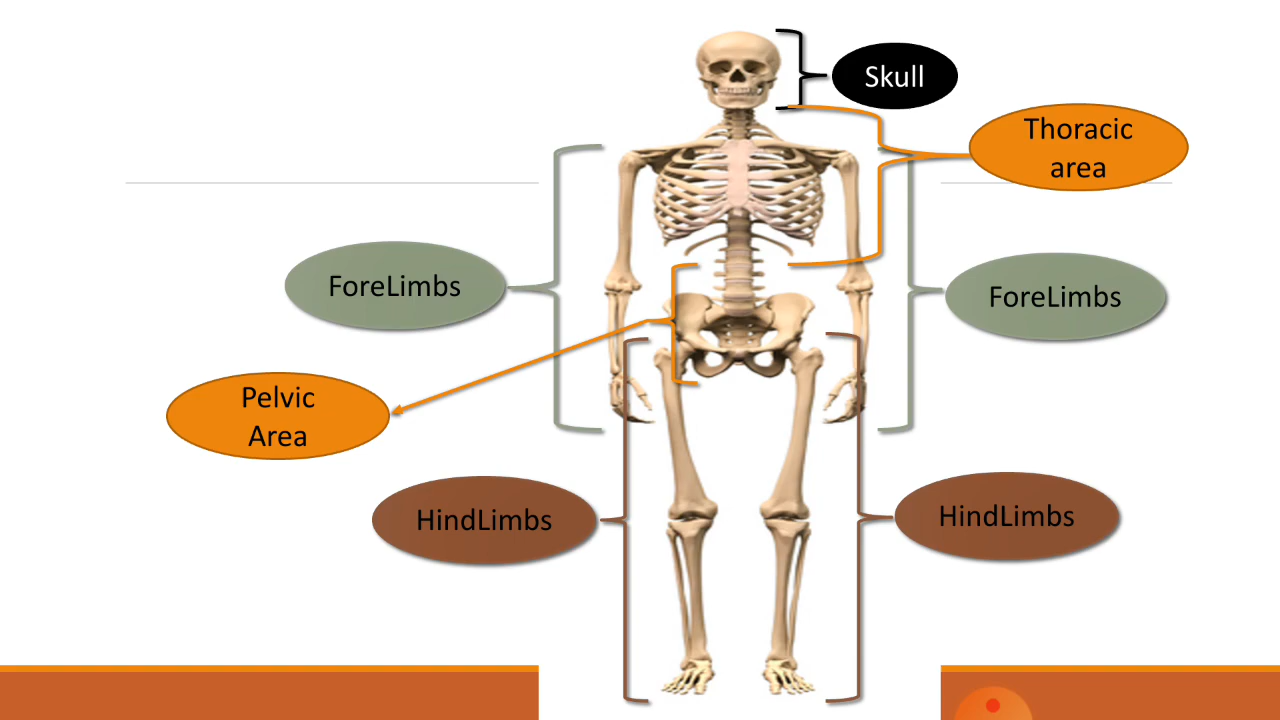 Skull
Thoracic
area
ForeLimbs
ForeLimbs
Pelvic
Area
HindLimbs
HindLimbs